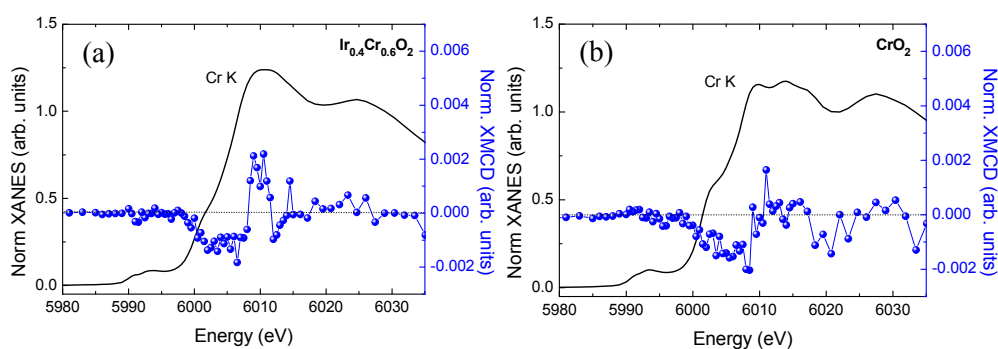 (a)
Ir0.4Cr0.6O2
Cr K
Norm XANES (arb. units)
1.5
1.0
0.5
0.0
0.006
0.004
0.002
0.000
-0.002
Norm. XMCD (arb. units)
5980 5990 6000 6010 6020 6030
Energy (eV)
(b)
CrO2
Cr K
Norm XANES (arb. units)
1.5
1.0
0.5
0.0
0.006
0.004
0.002
0.000
-0.002
Norm. XMCD (arb. units)
5980 5990 6000 6010 6020 6030
Energy (eV)